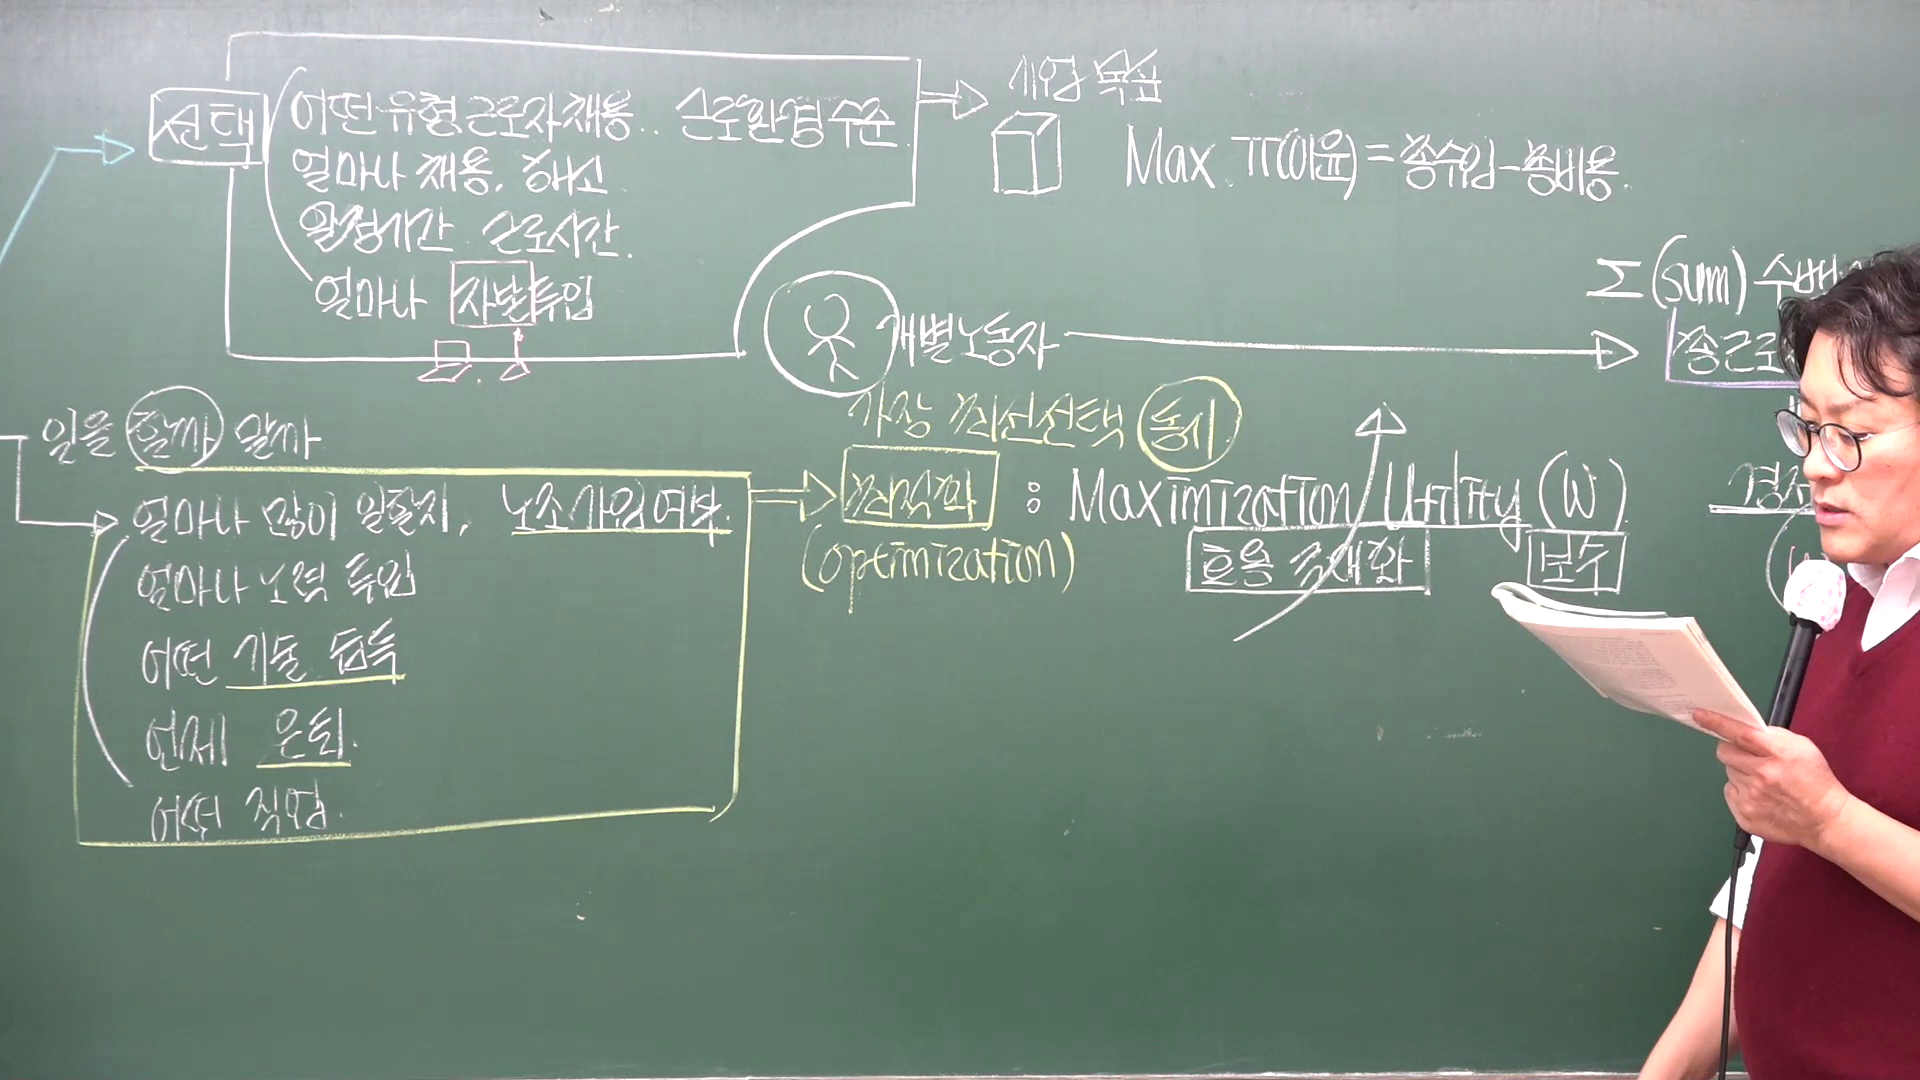 선택
어떤 유형 근로자 채용.. 근로환경 수준
얼마나 채용, 해고
일정기간 근로시간.
얼마나 자본투입
기업 목표
Max π(이윤) = 총수입 - 총비용.
개별노동자
Σ(sum) 수백
총근로
일을 할까 말까
얼마나 많이 일할지, 노조가입여부.
얼마나 노력 투입
어떤 기술 습득
언제 은퇴.
어떤 직업.
가장 최선선택 동기
최적화 : Maximization Utility (W)
(optimization)
효용 극대화 보수